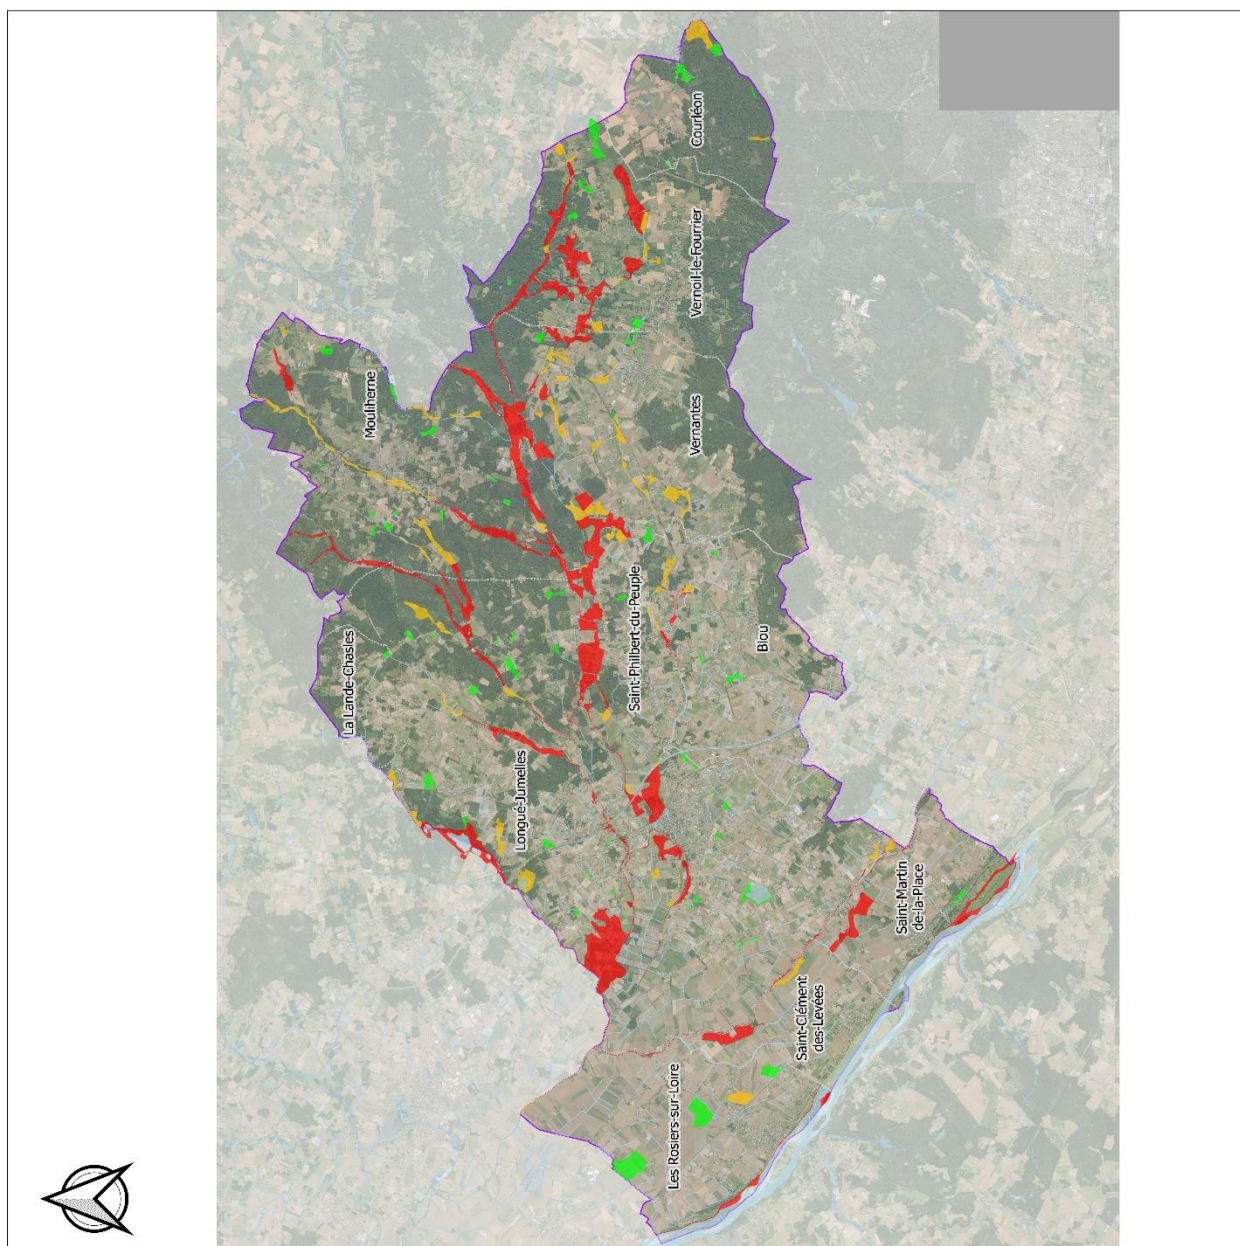 Courléon
Vernoil-le-Fourrier
Mouliherne
Vernantes
Saint-Philbert-du-Peuple
Blou
La Lande-Chasles
Longué-Jumelles
Saint-Martin
de-la-Place
Saint-Clément
des-Levées
Les Rosiers-sur-Loire